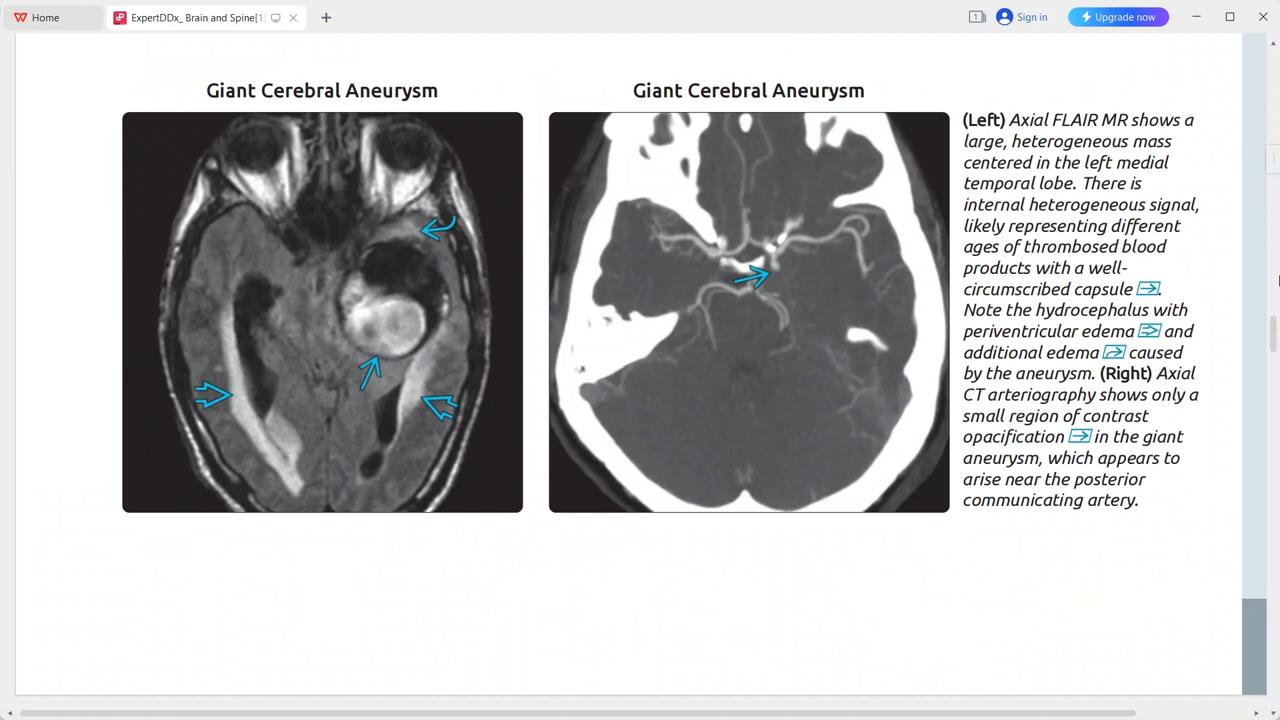 Home
ExpertDDx_ Brain and Spine[1]
1
Sign in
Upgrade now
Giant Cerebral Aneurysm
Giant Cerebral Aneurysm
(Left) Axial FLAIR MR shows a
large, heterogeneous mass
centered in the left medial
temporal lobe. There is
internal heterogeneous signal,
likely representing different
ages of thrombosed blood
products with a well-
circumscribed capsule.
Note the hydrocephalus with
periventricular edema and
additional edema caused
by the aneurysm. (Right) Axial
CT arteriography shows only a
small region of contrast
opacification in the giant
aneurysm, which appears to
arise near the posterior
communicating artery.